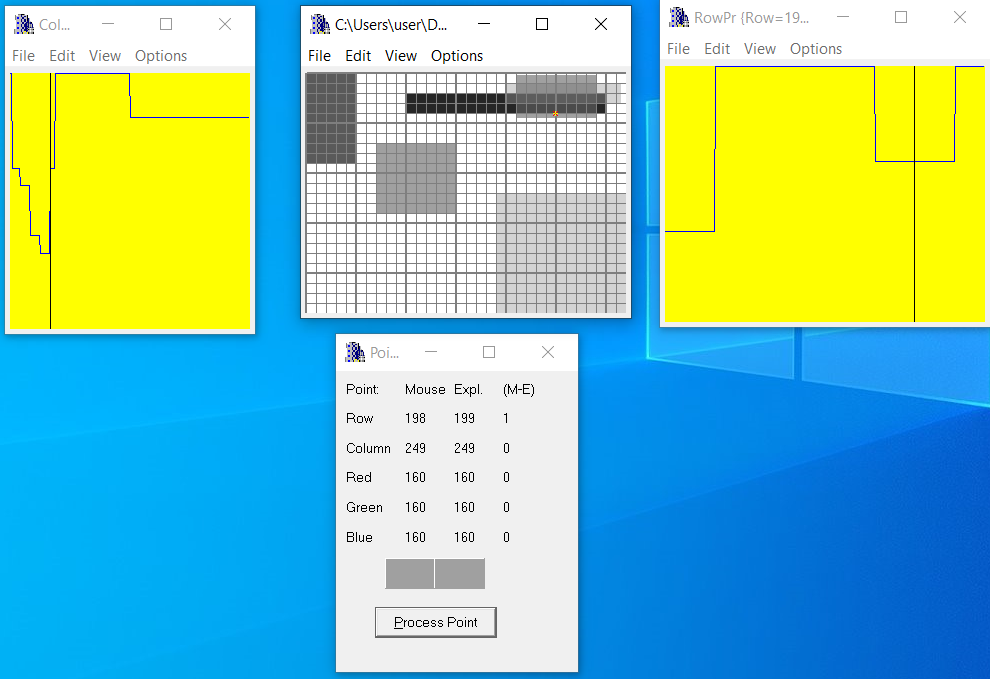 Col...
File Edit View Options
C:\Users\user\D...
File Edit View Options
RowPr {Row=19...
File Edit View Options
Poi...
Point: Mouse Expl. (M-E)
Row 198 199 1
Column 249 249 0
Red 160 160 0
Green 160 160 0
Blue 160 160 0
Process Point